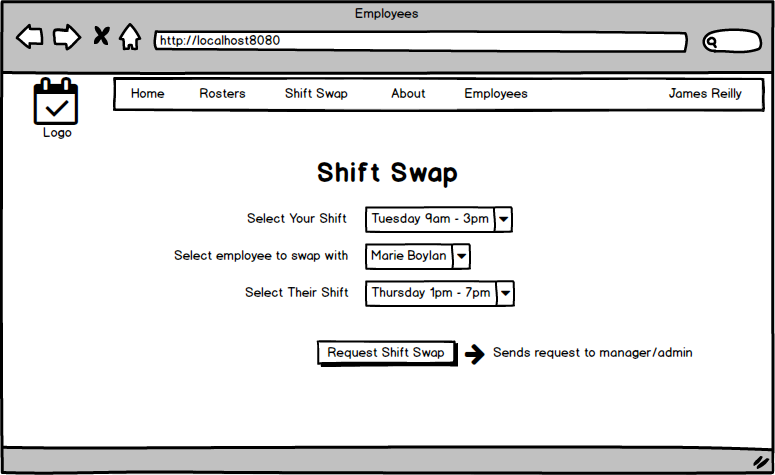 Employees
http://localhost8080
Home Rosters Shift Swap About Employees James Reilly
Logo
Shift Swap
Select Your Shift Tuesday 9am - 3pm
Select employee to swap with Marie Boylan
Select Their Shift Thursday 1pm - 7pm
Request Shift Swap Sends request to manager/admin